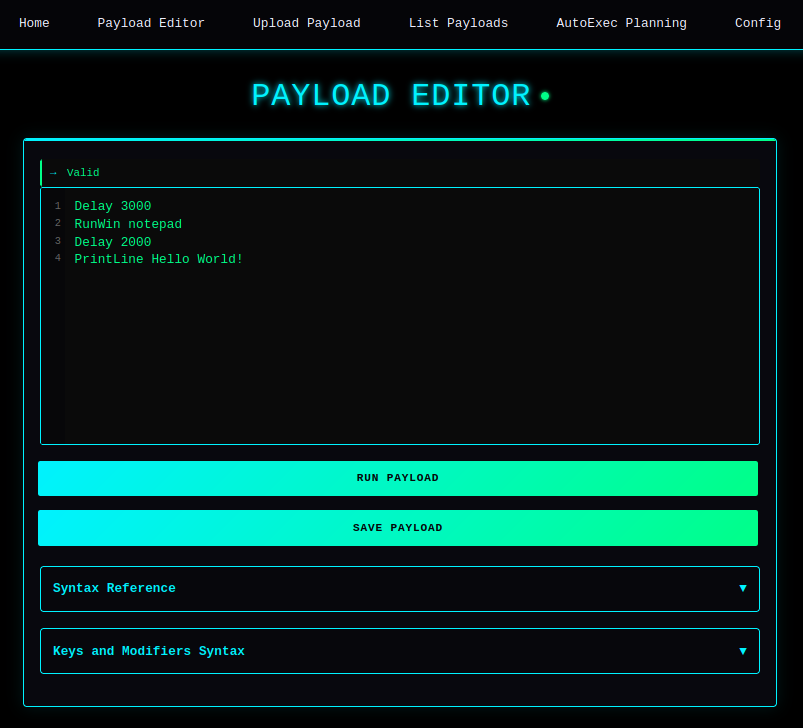 Home Payload Editor Upload Payload List Payloads AutoExec Planning Config
PAYLOAD EDITOR
→ Valid
1 Delay 3000
2 RunWin notepad
3 Delay 2000
4 PrintLine Hello World!
RUN PAYLOAD
SAVE PAYLOAD
Syntax Reference ▼
Keys and Modifiers Syntax ▼